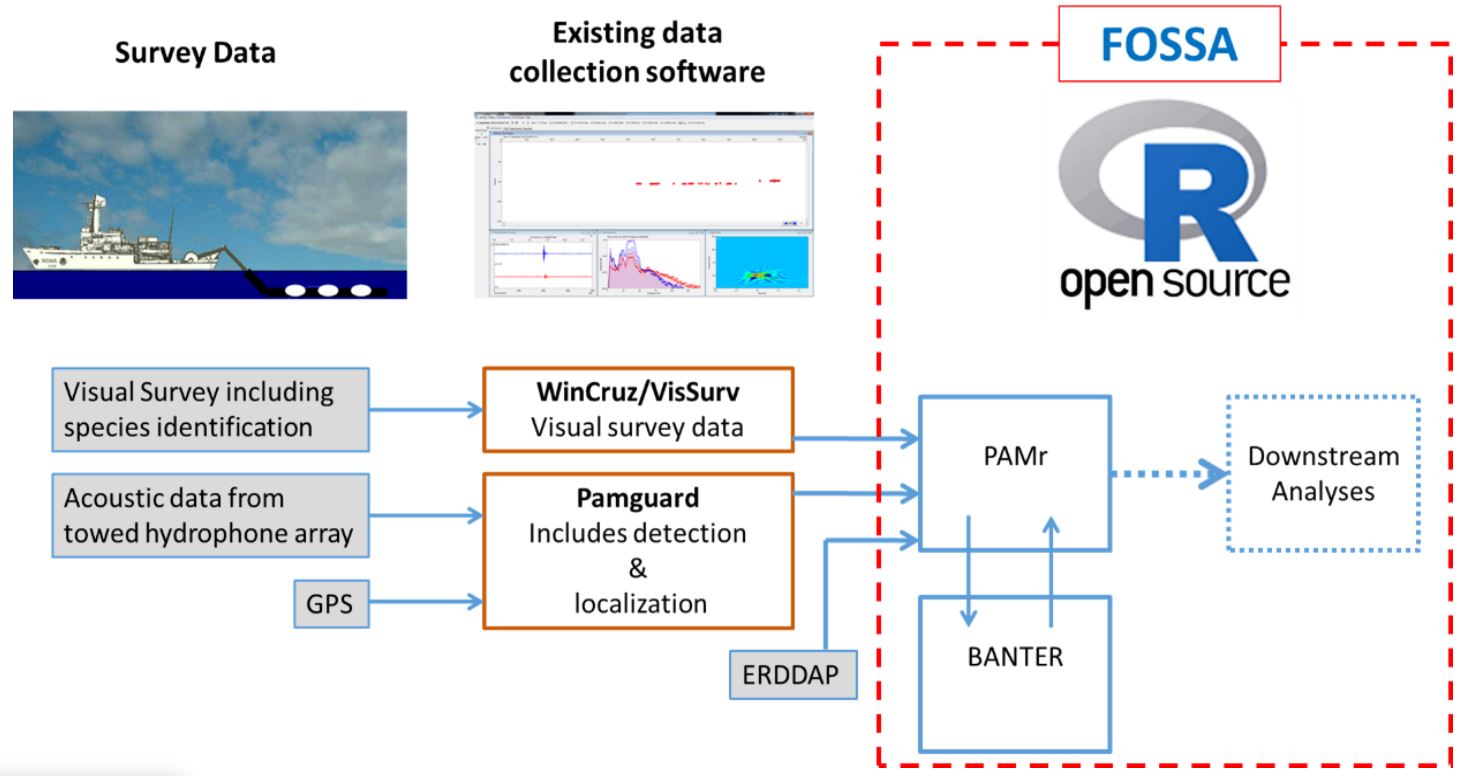 Survey Data
Existing data
collection software
FOSSA
R
open source
NOAA
Visual Survey including
species identification
WinCruz/VisSurv
Visual survey data
Acoustic data from
towed hydrophone array
Pamguard
Includes detection
&
localization
GPS
ERDDAP
PAMr
BANTER
Downstream
Analyses